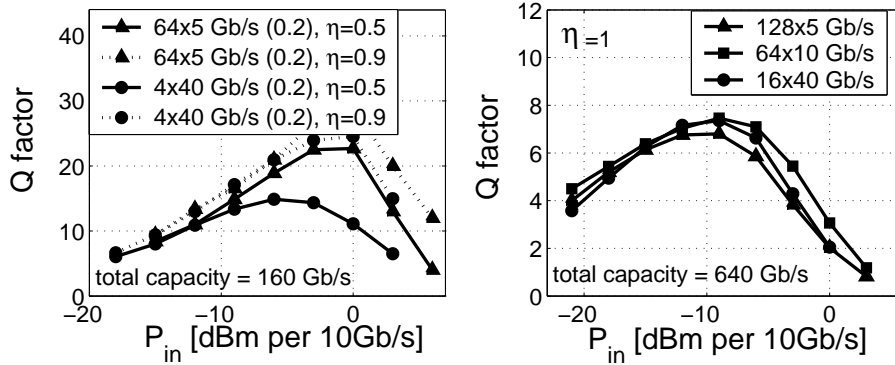 64x5 Gb/s (0.2), η=0.5
64x5 Gb/s (0.2), η=0.9
4x40 Gb/s (0.2), η=0.5
4x40 Gb/s (0.2), η=0.9
40
30
20
10
0
Q factor
total capacity = 160 Gb/s
−20
−10
0
P_in [dBm per 10Gb/s]
η =1
128x5 Gb/s
64x10 Gb/s
16x40 Gb/s
12
10
8
6
4
2
0
Q factor
total capacity = 640 Gb/s
−20
−10
0
P_in [dBm per 10Gb/s]